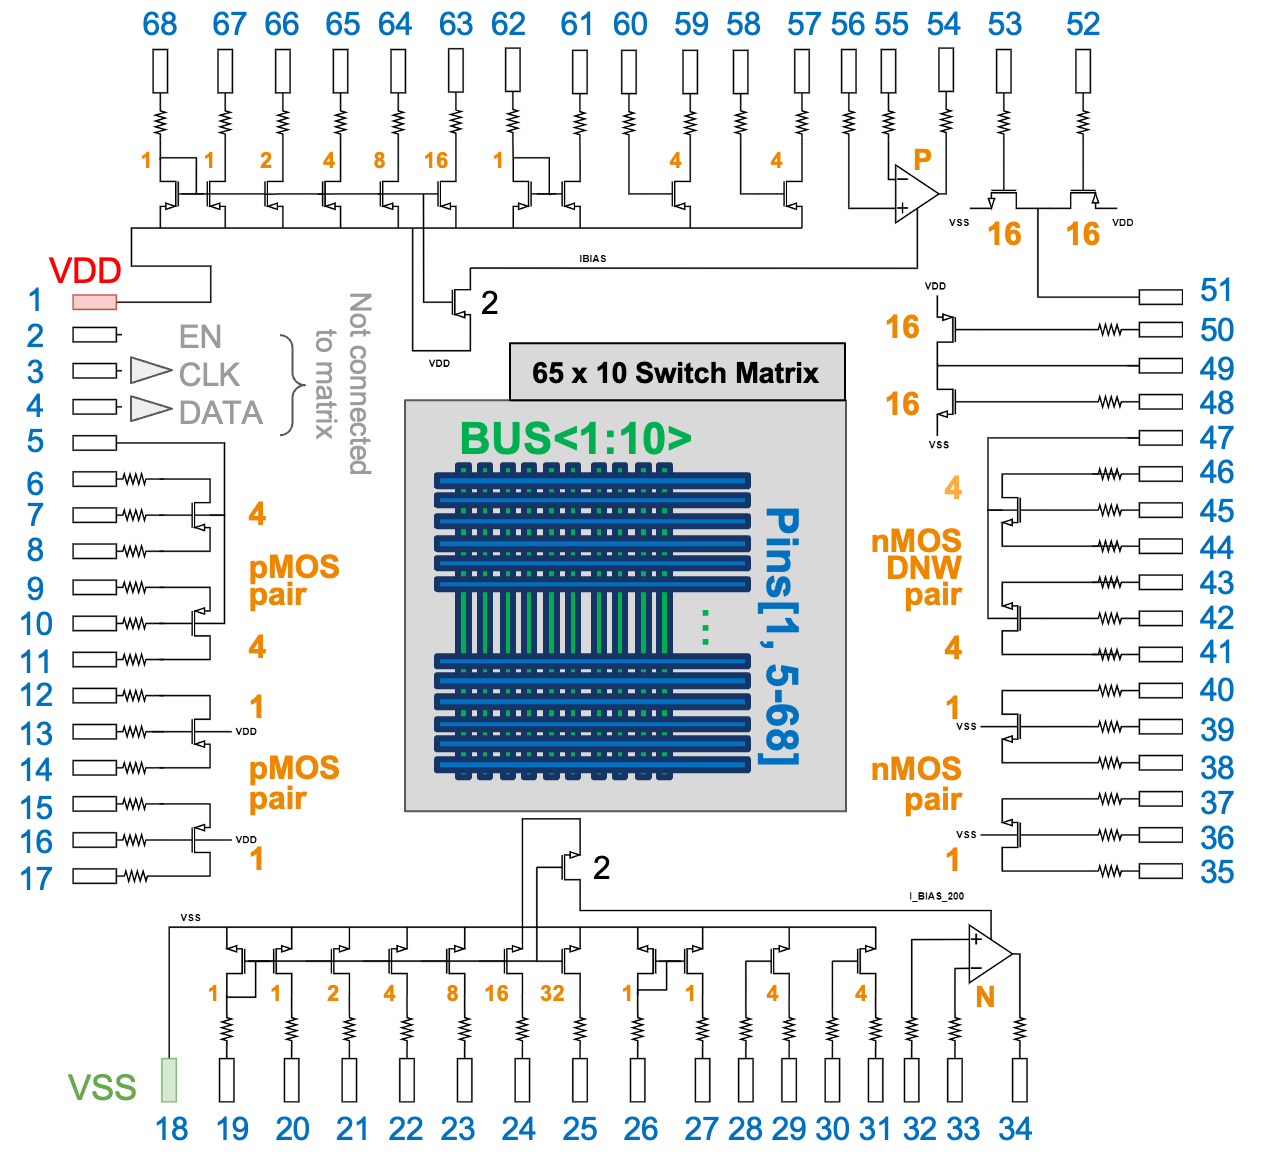 68 67 66 65 64 63 62 61 60 59 58 57 56 55 54 53 52
1 1 2 4 8 16 1 4 4 P
VSS 16 16 VDD
IBIAS
VDD
1
2 EN
3 CLK
4 DATA
Not connected
to matrix
2
VDD
5
6
7 4
8
pMOS
pair
9
10
11 4
12
13 1 VDD
14
pMOS
pair
15
16 VDD
17 1
65 x 10 Switch Matrix
BUS<1:10>
Pins[1, 5-68]
51
VDD
16 50
49
16 48
VSS
47
46
4
45
nMOS
DNW
pair
44
43
42
4 41
40
1
VSS 39
38
nMOS
pair
37
VSS 36
1 35
2
I_BIAS_200
VSS
N
1 1 2 4 8 16 32 1 1 4 4
VSS
18 19 20 21 22 23 24 25 26 27 28 29 30 31 32 33 34